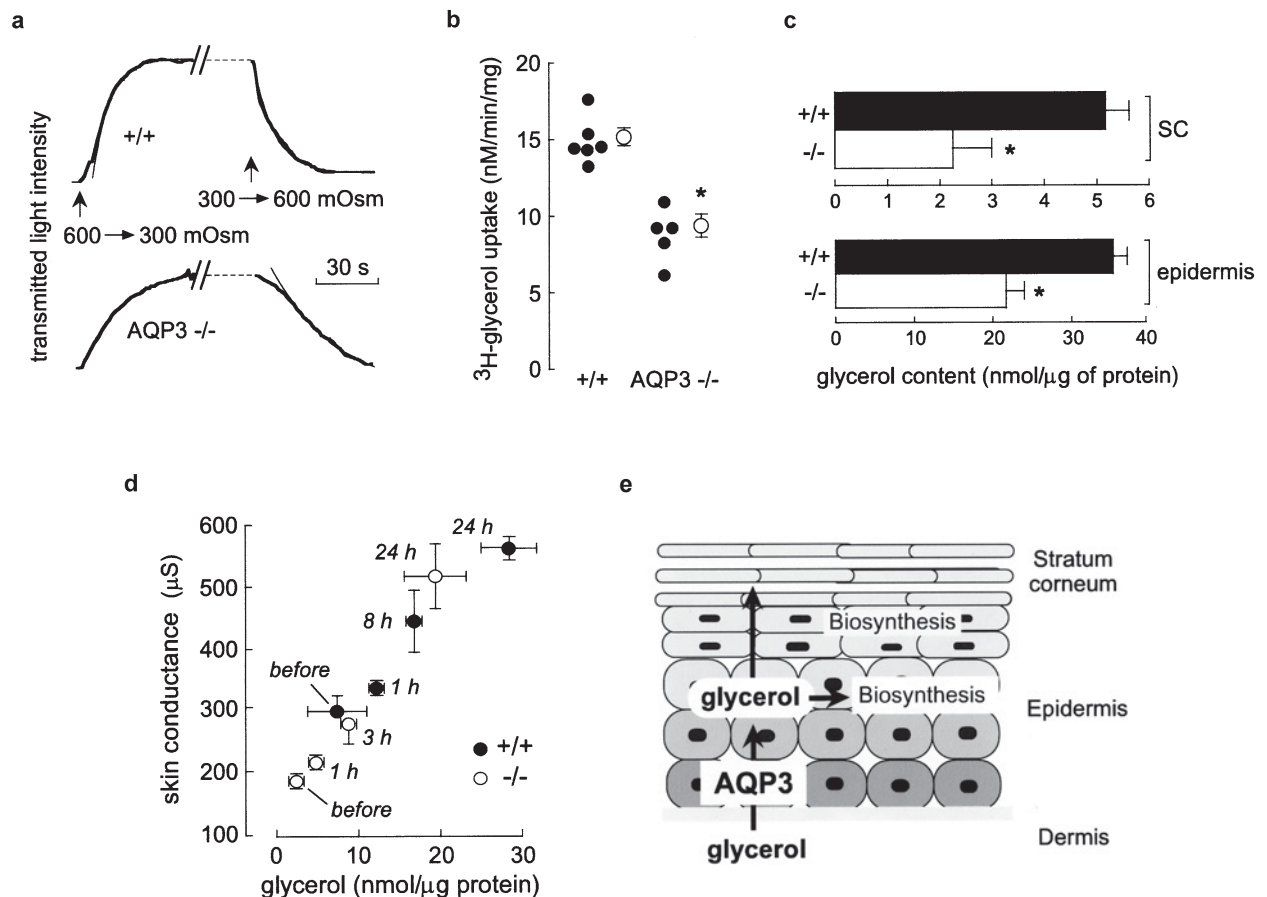 a
transmitted light intensity
+/+
300 → 600 mOsm
600 → 300 mOsm
30 s
AQP3 -/-
b
³H-glycerol uptake (nM/min/mg)
20
15
10
5
0
*
+/+ AQP3 -/-
c
+/+
-/-
*
SC
0 1 2 3 4 5 6
+/+
-/-
*
epidermis
0 20 30 40
glycerol content (nmol/µg of protein)
d
skin conductance (µS)
600
500
400
300
200
100
24 h
24 h
8 h
before
1 h
3 h
1 h
before
+/+
-/-
0 10 20 30
glycerol (nmol/µg protein)
e
Stratum
corneum
Biosynthesis
glycerol
Biosynthesis
Epidermis
AQP3
Dermis
glycerol